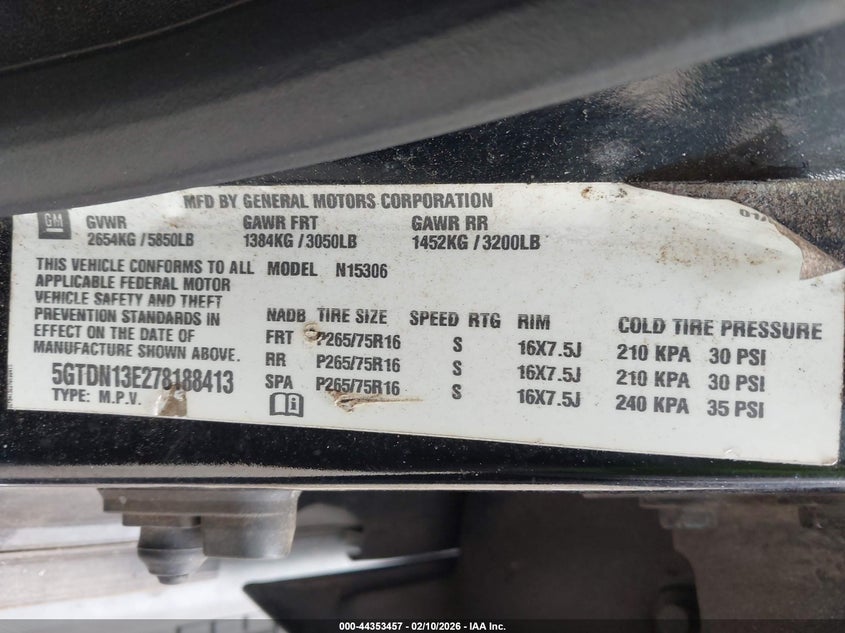 MFD BY GENERAL MOTORS CORPORATION
GM
GVWR GAWR FRT GAWR RR
2654KG / 5850LB 1384KG / 3050LB 1452KG / 3200LB
THIS VEHICLE CONFORMS TO ALL
APPLICABLE FEDERAL MOTOR
VEHICLE SAFETY AND THEFT
PREVENTION STANDARDS IN
EFFECT ON THE DATE OF
MANUFACTURE SHOWN ABOVE.
5GTDN13E278188413
TYPE: M.P.V.
MODEL N15306
NADB TIRE SIZE SPEED RTG RIM COLD TIRE PRESSURE
FRT P265/75R16 S 16X7.5J 210 KPA 30 PSI
RR P265/75R16 S 16X7.5J 210 KPA 30 PSI
SPA P265/75R16 S 16X7.5J 240 KPA 35 PSI
000-44353457 - 02/10/2026 - IAA Inc.